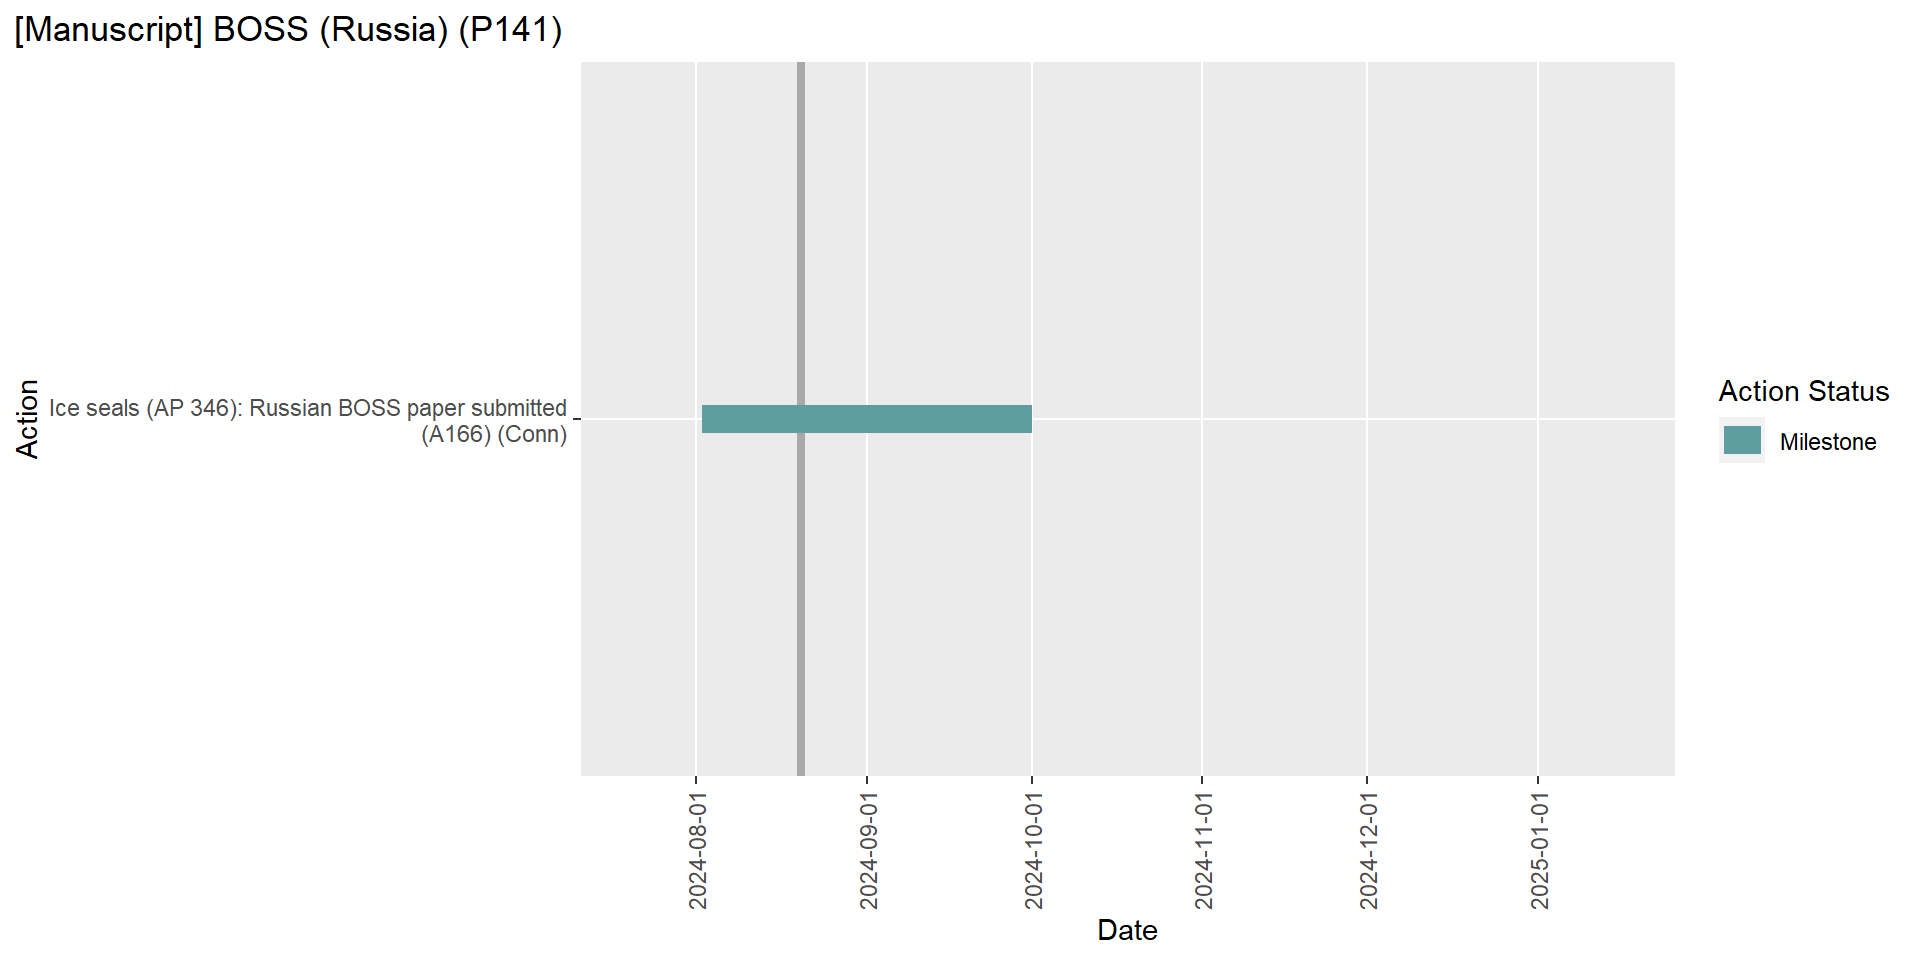 [Manuscript] BOSS (Russia) (P141)
Action
Ice seals (AP 346): Russian BOSS paper submitted
(A166) (Conn)
Action Status
Milestone
2024-08-01
2024-09-01
2024-10-01
2024-11-01
2024-12-01
2025-01-01
Date